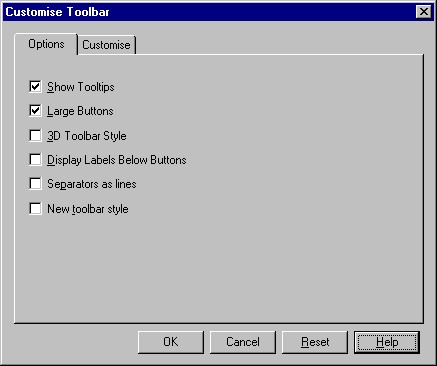 Customise Toolbar
Options Customise
Show Tooltips
Large Buttons
3D Toolbar Style
Display Labels Below Buttons
Separators as lines
New toolbar style
OK Cancel Reset Help